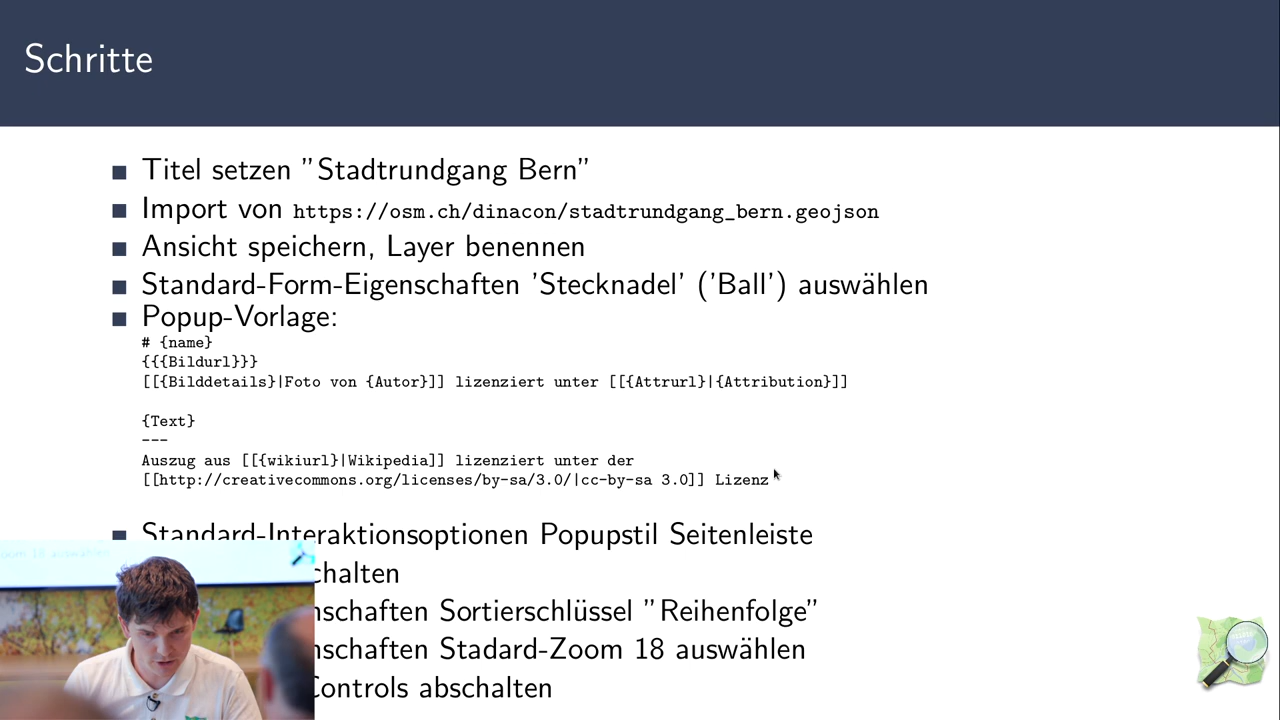 Schritte
Titel setzen "Stadtrundgang Bern"
Import von https://osm.ch/dinacon/stadtrundgang_bern.geojson
Ansicht speichern, Layer benennen
Standard-Form-Eigenschaften 'Stecknadel' ('Ball') auswählen
Popup-Vorlage:
# {name}
{{{Bildurl}}}
[[{Bilddetails}|Foto von {Autor}]] lizenziert unter [[{Attrurl}|{Attribution}]]
{Text}
---
Auszug aus [[{wikiurl}|Wikipedia]] lizenziert unter der
[[http://creativecommons.org/licenses/by-sa/3.0/|cc-by-sa 3.0]] Lizenz
Standard-Interaktionsoptionen Popupstil Seitenleiste
chalten
nschaften Sortierschlüssel "Reihenfolge"
nschaften Stadard-Zoom 18 auswählen
Controls abschalten